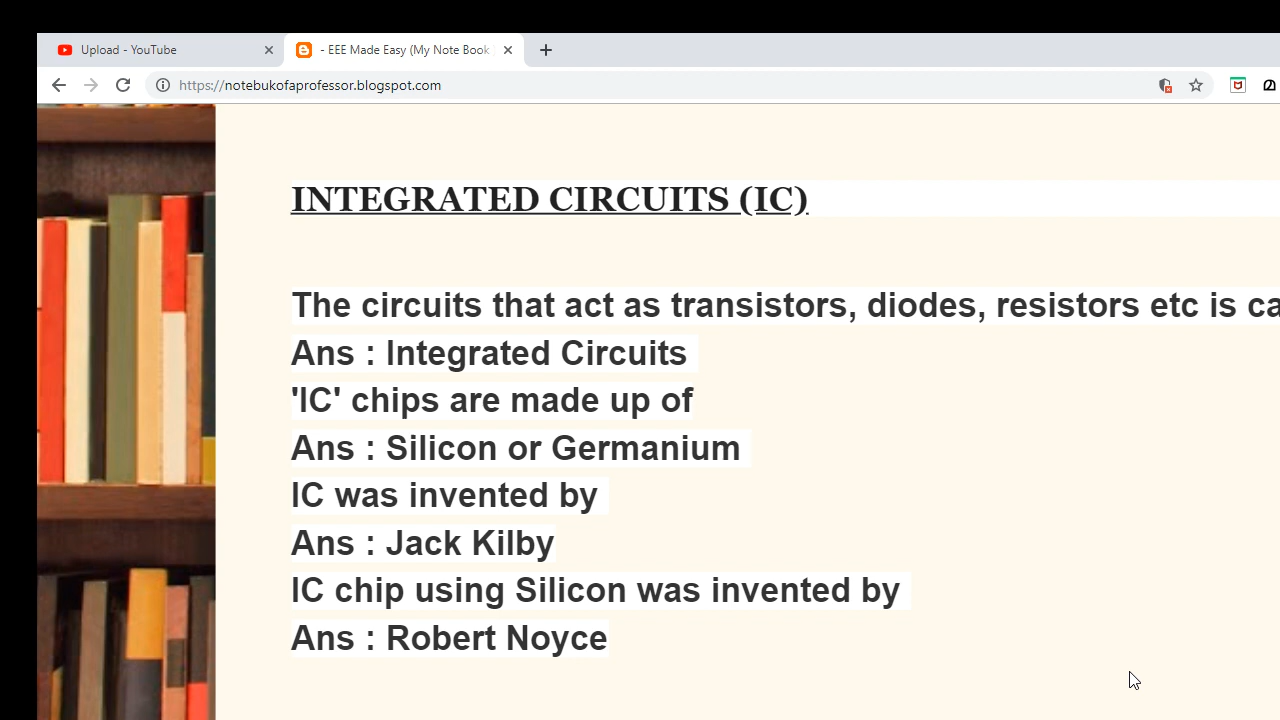 Upload - YouTube
- EEE Made Easy (My Note Book
https://notebukofaprofessor.blogspot.com
INTEGRATED CIRCUITS (IC)
The circuits that act as transistors, diodes, resistors etc is ca
Ans : Integrated Circuits
'IC' chips are made up of
Ans : Silicon or Germanium
IC was invented by
Ans : Jack Kilby
IC chip using Silicon was invented by
Ans : Robert Noyce